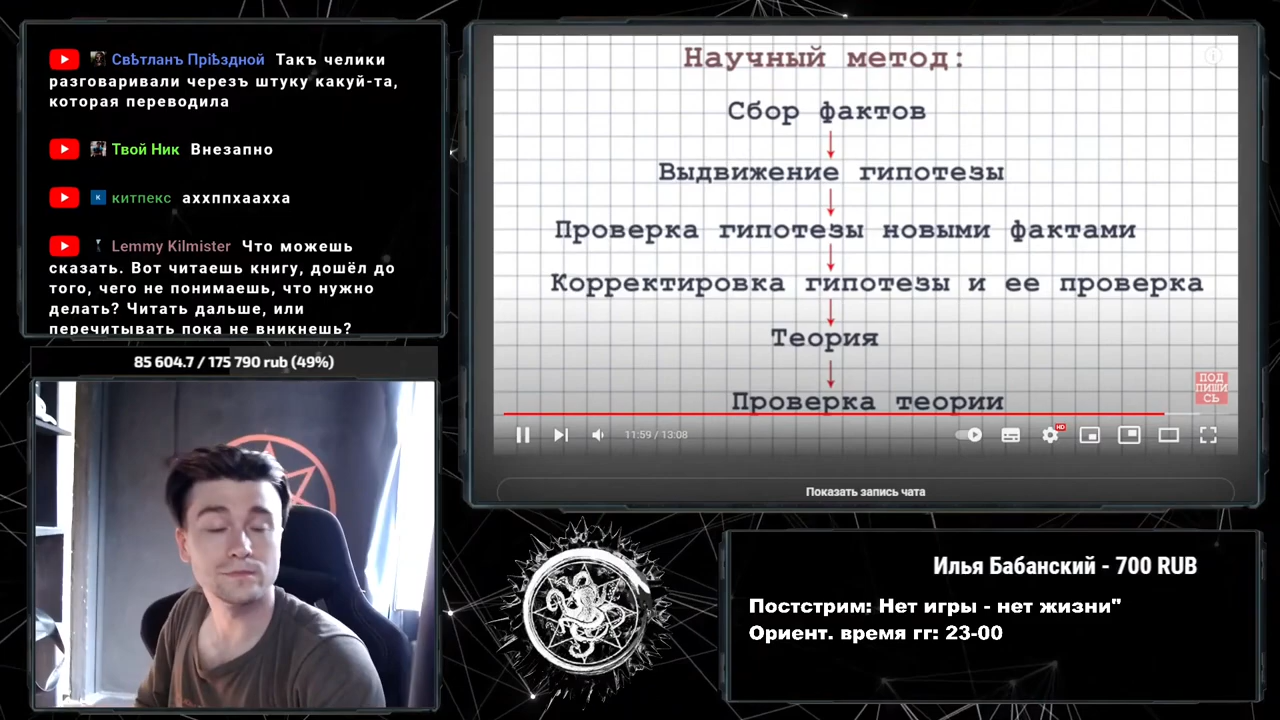 Свѣтланъ Прiѣздной Такъ челики
разговаривали черезъ штуку какуй-та,
которая переводила
Твой Ник Внезапно
к китпекс аххппхаахха
Lemmy Kilmister Что можешь
сказать. Вот читаешь книгу, дошёл до
того, чего не понимаешь, что нужно
делать? Читать дальше, или
перечитывать пока не вникнешь?
85 604.7 / 175 790 rub (49%)
Научный метод:
Сбор фактов
Выдвижение гипотезы
Проверка гипотезы новыми фактами
Корректировка гипотезы и ее проверка
Теория
Проверка теории
ПОД
ПИШИ
СЬ
11:59 / 13:08
HD
Показать запись чата
Илья Бабанский - 700 RUB
Постстрим: Нет игры - нет жизни"
Ориент. время гг: 23-00